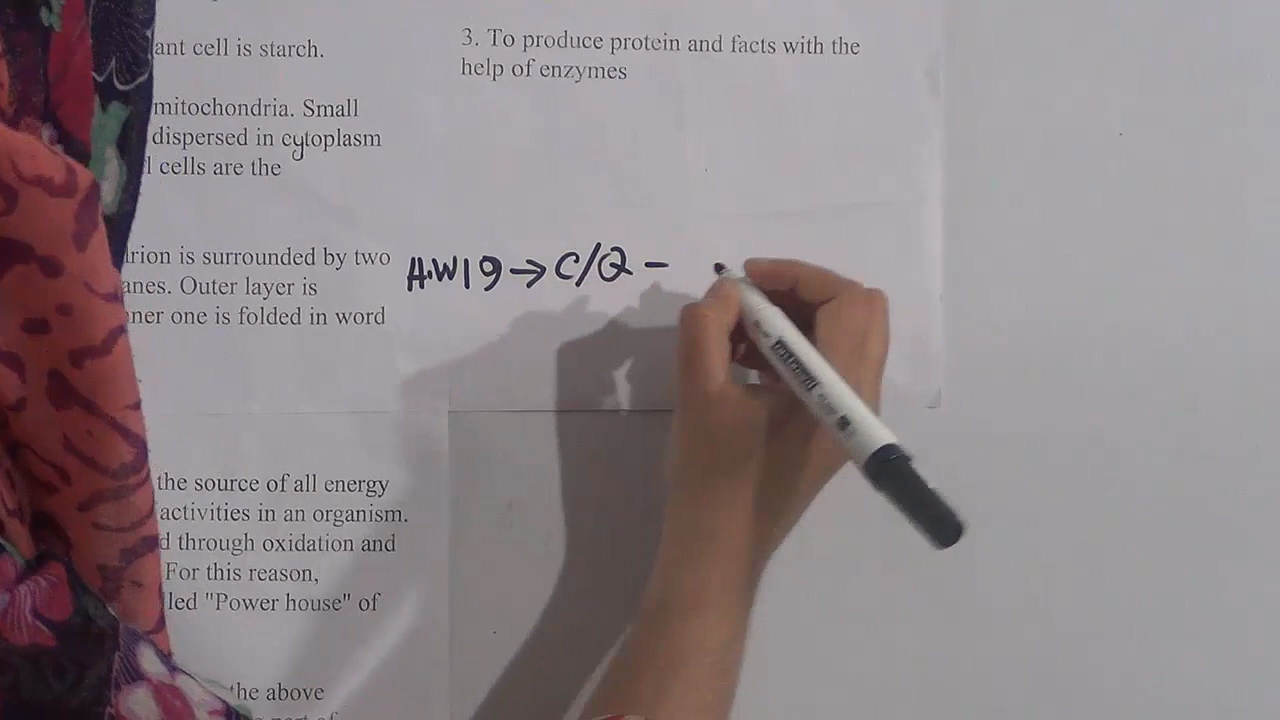 ant cell is starch.
mitochondria. Small
dispersed in cytoplasm
cells are the
rion is surrounded by two
anes. Outer layer is
ner one is folded in word
the source of all energy
activities in an organism.
d through oxidation and
For this reason,
led "Power house" of
the above
3. To produce protein and facts with the
help of enzymes
H.W19→C/Q-